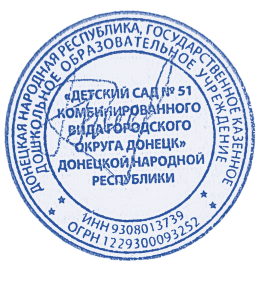 ДОНЕЦКАЯ НАРОДНАЯ РЕСПУБЛИКА, ГОСУДАРСТВЕННОЕ КАЗЕННОЕ
ДОШКОЛЬНОЕ ОБРАЗОВАТЕЛЬНОЕ УЧРЕЖДЕНИЕ
«ДЕТСКИЙ САД № 51
КОМБИНИРОВАННОГО
ВИДА ГОРОДСКОГО
ОКРУГА ДОНЕЦК»
ДОНЕЦКОЙ НАРОДНОЙ
РЕСПУБЛИКИ
ИНН 9308013739
ОГРН 1229300093252